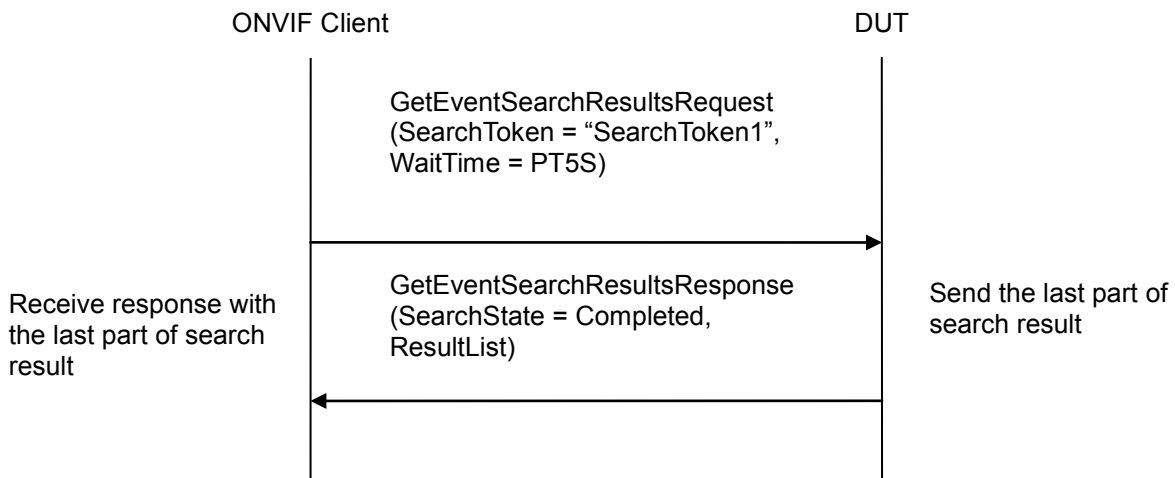 ONVIF Client
DUT
GetEventSearchResultsRequest
(SearchToken = “SearchToken1”,
WaitTime = PT5S)
GetEventSearchResultsResponse
(SearchState = Completed,
ResultList)
Receive response with
the last part of search
result
Send the last part of
search result